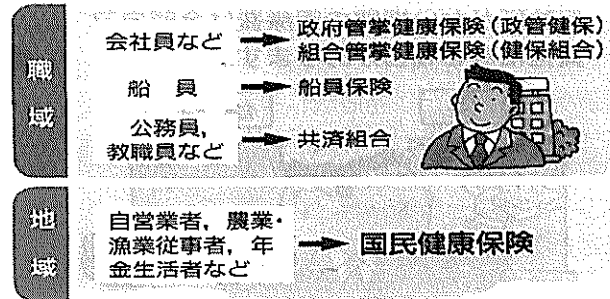 職域
会社員など → 政府管掌健康保険(政管健保)
組合管掌健康保険(健保組合)
船員 → 船員保険
公務員，
教職員など → 共済組合
地域
自営業者，農業・
漁業従事者，年
金生活者など → 国民健康保険